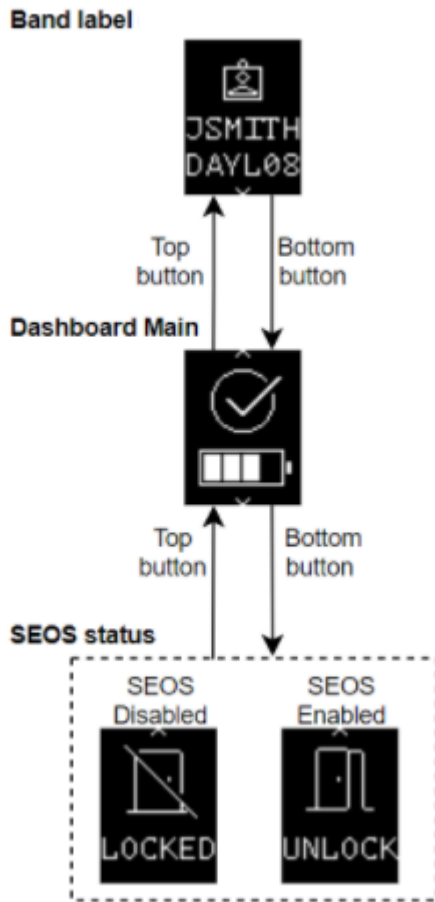 Band label
JSMITH
DAYL08
Top
button
Bottom
button
Dashboard Main
Top
button
Bottom
button
SEOS status
SEOS
Disabled
SEOS
Enabled
LOCKED
UNLOCK